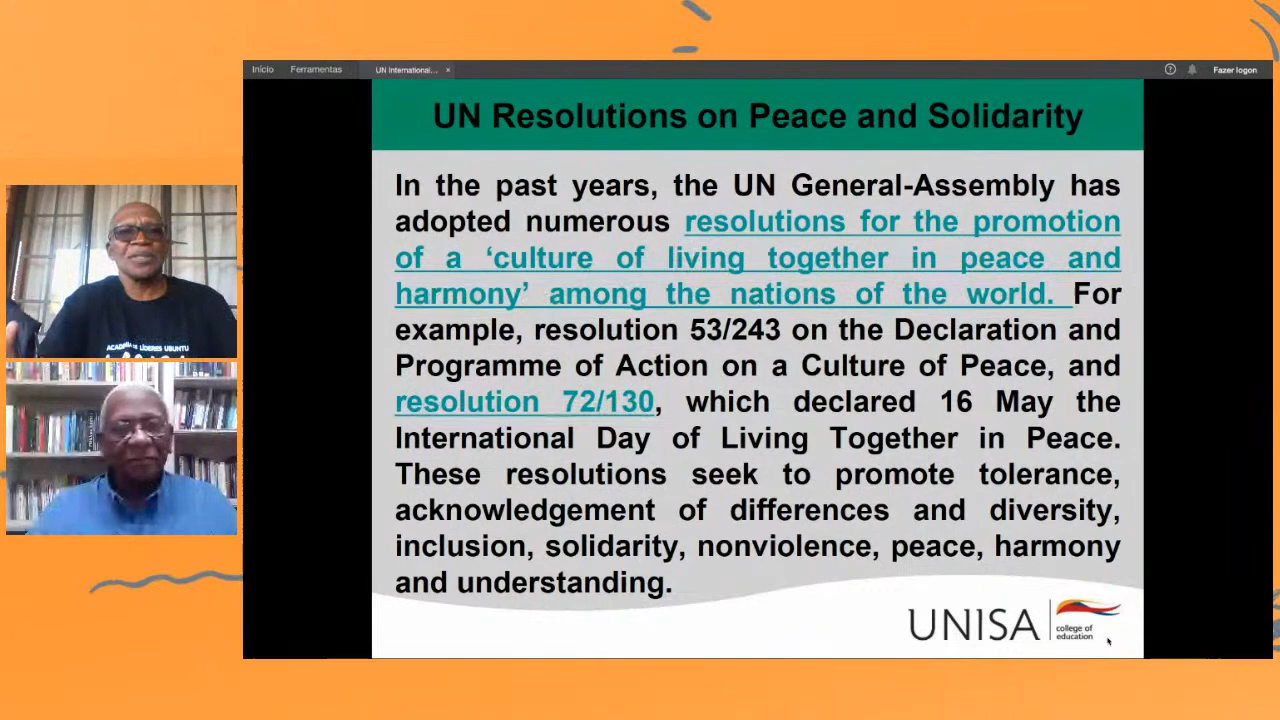 Início Ferramentas UN International... × Fazer logon
UN Resolutions on Peace and Solidarity
In the past years, the UN General-Assembly has
adopted numerous resolutions for the promotion
of a ‘culture of living together in peace and
harmony’ among the nations of the world. For
example, resolution 53/243 on the Declaration and
Programme of Action on a Culture of Peace, and
resolution 72/130, which declared 16 May the
International Day of Living Together in Peace.
These resolutions seek to promote tolerance,
acknowledgement of differences and diversity,
inclusion, solidarity, nonviolence, peace, harmony
and understanding.
UNISA
college of
education
LÍDERES UBUNTU